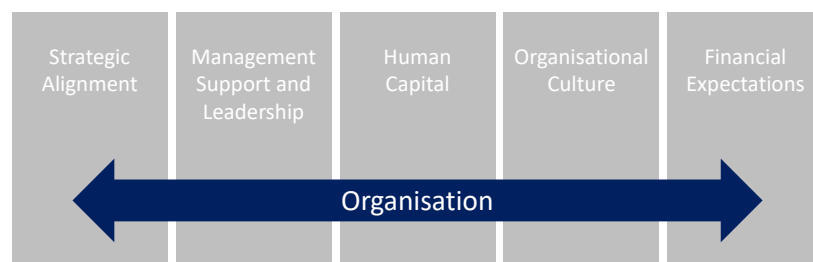 Strategic
Alignment
Management
Support and
Leadership
Human
Capital
Organisational
Culture
Financial
Expectations
Organisation